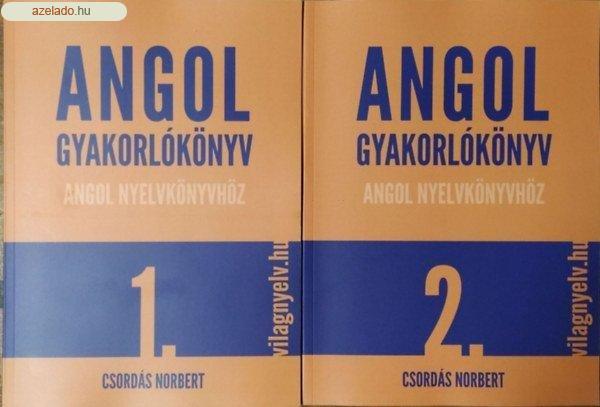 azelado.hu
ANGOL
GYAKORLÓKÖNYV
ANGOL NYELVKÖNYVHÖZ
1.
vilagnyelv.hu
CSORDÁS NORBERT
ANGOL
GYAKORLÓKÖNYV
ANGOL NYELVKÖNYVHÖZ
2.
vilagnyelv.hu
CSORDÁS NORBERT